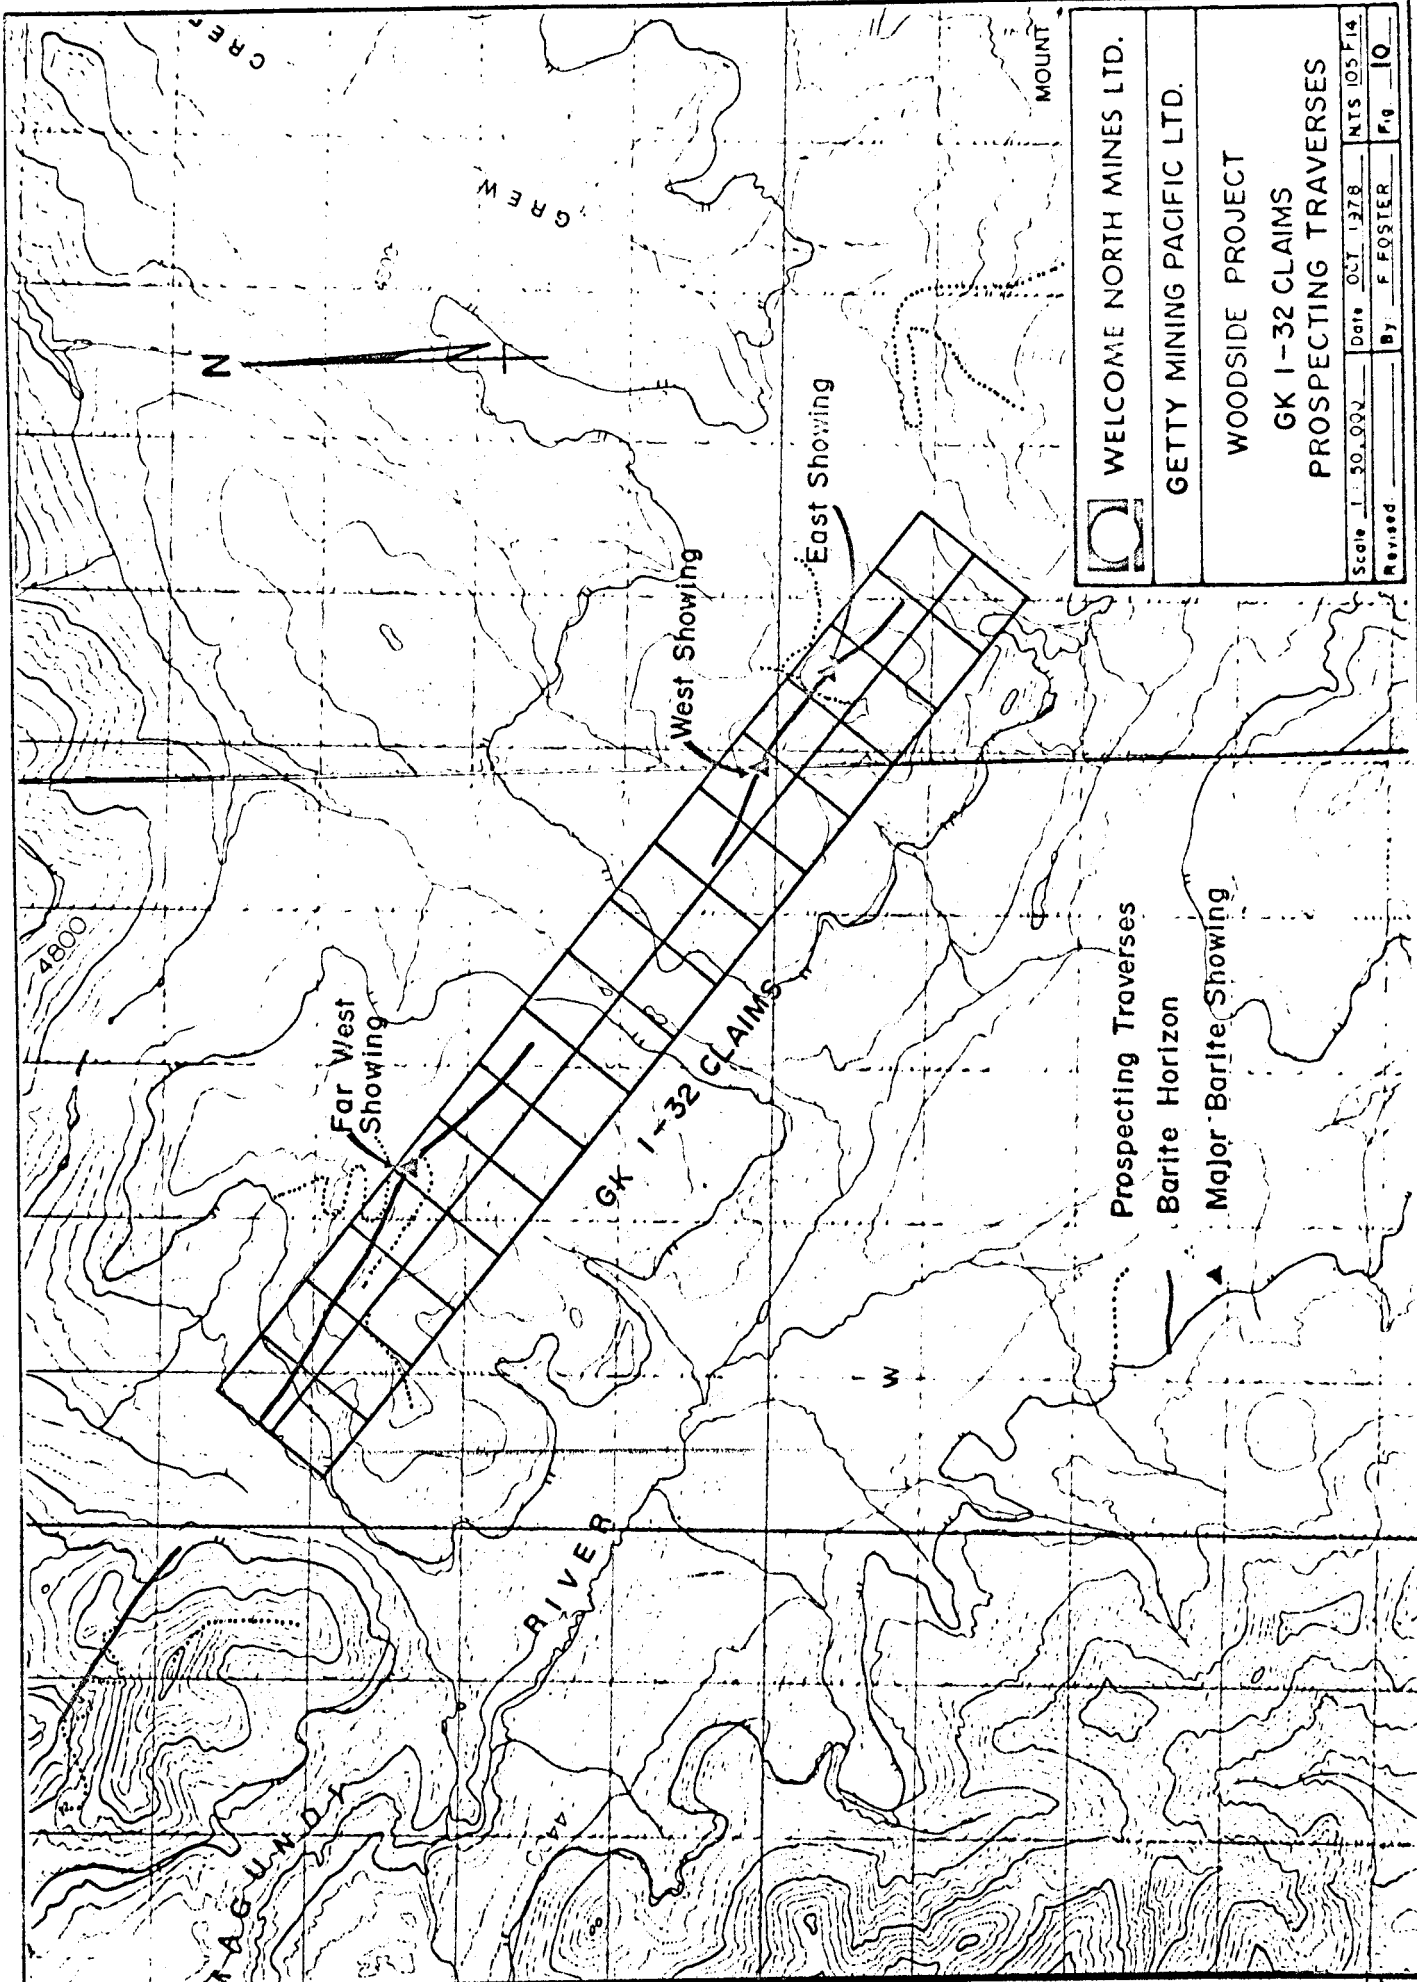 CREE
GREW
MOUNT
N
4800
Far West
Showing
West Showing
East Showing
GK 1-32 CLAIMS
RIVER
MAGUNDY
W
Prospecting Traverses
Barite Horizon
Major Barite Showing
WELCOME NORTH MINES LTD.
GETTY MINING PACIFIC LTD.
WOODSIDE PROJECT
GK 1-32 CLAIMS
PROSPECTING TRAVERSES
Scale 1:50,000 Date OCT 1978 NTS 105 F 14
Revised By: F FOSTER Fig. 10